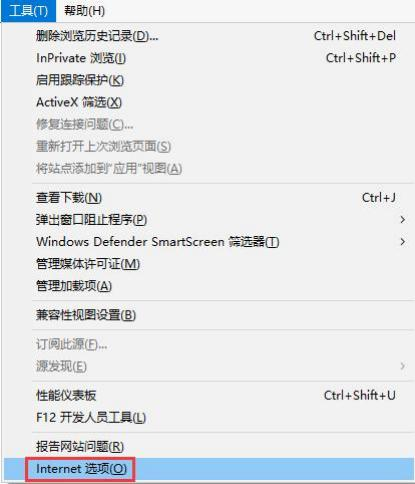 工具(T) 帮助(H)
删除浏览历史记录(D)... Ctrl+Shift+Del
InPrivate 浏览(I) Ctrl+Shift+P
启用跟踪保护(K)
ActiveX 筛选(X)
修复连接问题(C)...
重新打开上次浏览页面(S)
将站点添加到“应用”视图(A)
查看下载(N) Ctrl+J
弹出窗口阻止程序(P)
Windows Defender SmartScreen 筛选器(T)
管理媒体许可证(M)
管理加载项(A)
兼容性视图设置(B)
订阅此源(F)...
源发现(E)
性能仪表板 Ctrl+Shift+U
F12 开发人员工具(L)
报告网站问题(R)
Internet 选项(O)